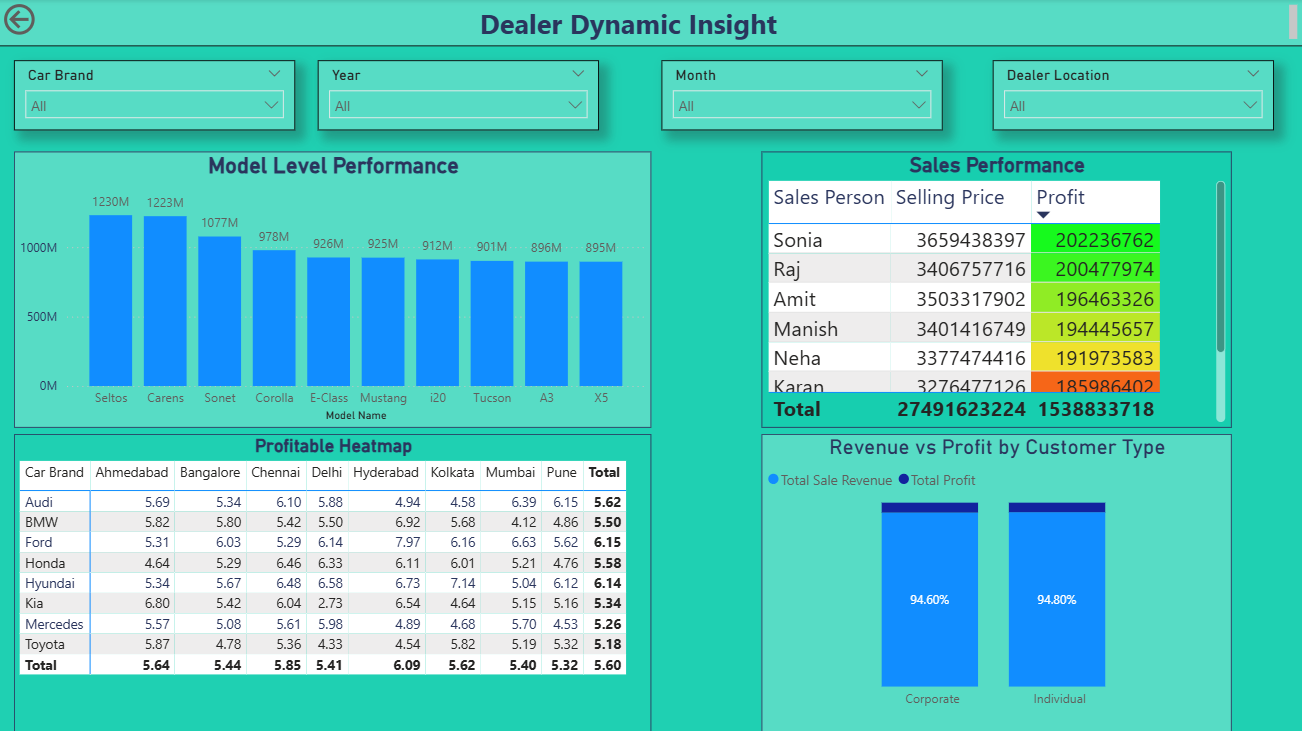 Dealer Dynamic Insight
Car Brand
All
Year
All
Month
All
Dealer Location
All
Model Level Performance
1230M 1223M 1077M 978M 926M 925M 912M 901M 896M 895M
1000M
500M
0M
Seltos Carens Sonet Corolla E-Class Mustang i20 Tucson A3 X5
Model Name
Sales Performance
Sales Person Selling Price Profit
Sonia 3659438397 202236762
Raj 3406757716 200477974
Amit 3503317902 196463326
Manish 3401416749 194445657
Neha 3377474416 191973583
Karan 3276477126 185986402
Total 27491623224 1538833718
Profitable Heatmap
Car Brand Ahmedabad Bangalore Chennai Delhi Hyderabad Kolkata Mumbai Pune Total
Audi 5.69 5.34 6.10 5.88 4.94 4.58 6.39 6.15 5.62
BMW 5.82 5.80 5.42 5.50 6.92 5.68 4.12 4.86 5.50
Ford 5.31 6.03 5.29 6.14 7.97 6.16 6.63 5.62 6.15
Honda 4.64 5.29 6.46 6.33 6.11 6.01 5.21 4.76 5.58
Hyundai 5.34 5.67 6.48 6.58 6.73 7.14 5.04 6.12 6.14
Kia 6.80 5.42 6.04 2.73 6.54 4.64 5.15 5.16 5.34
Mercedes 5.57 5.08 5.61 5.98 4.89 4.68 5.70 4.53 5.26
Toyota 5.87 4.78 5.36 4.33 4.54 5.82 5.19 5.32 5.18
Total 5.64 5.44 5.85 5.41 6.09 5.62 5.40 5.32 5.60
Revenue vs Profit by Customer Type
Total Sale Revenue Total Profit
94.60% 94.80%
Corporate Individual